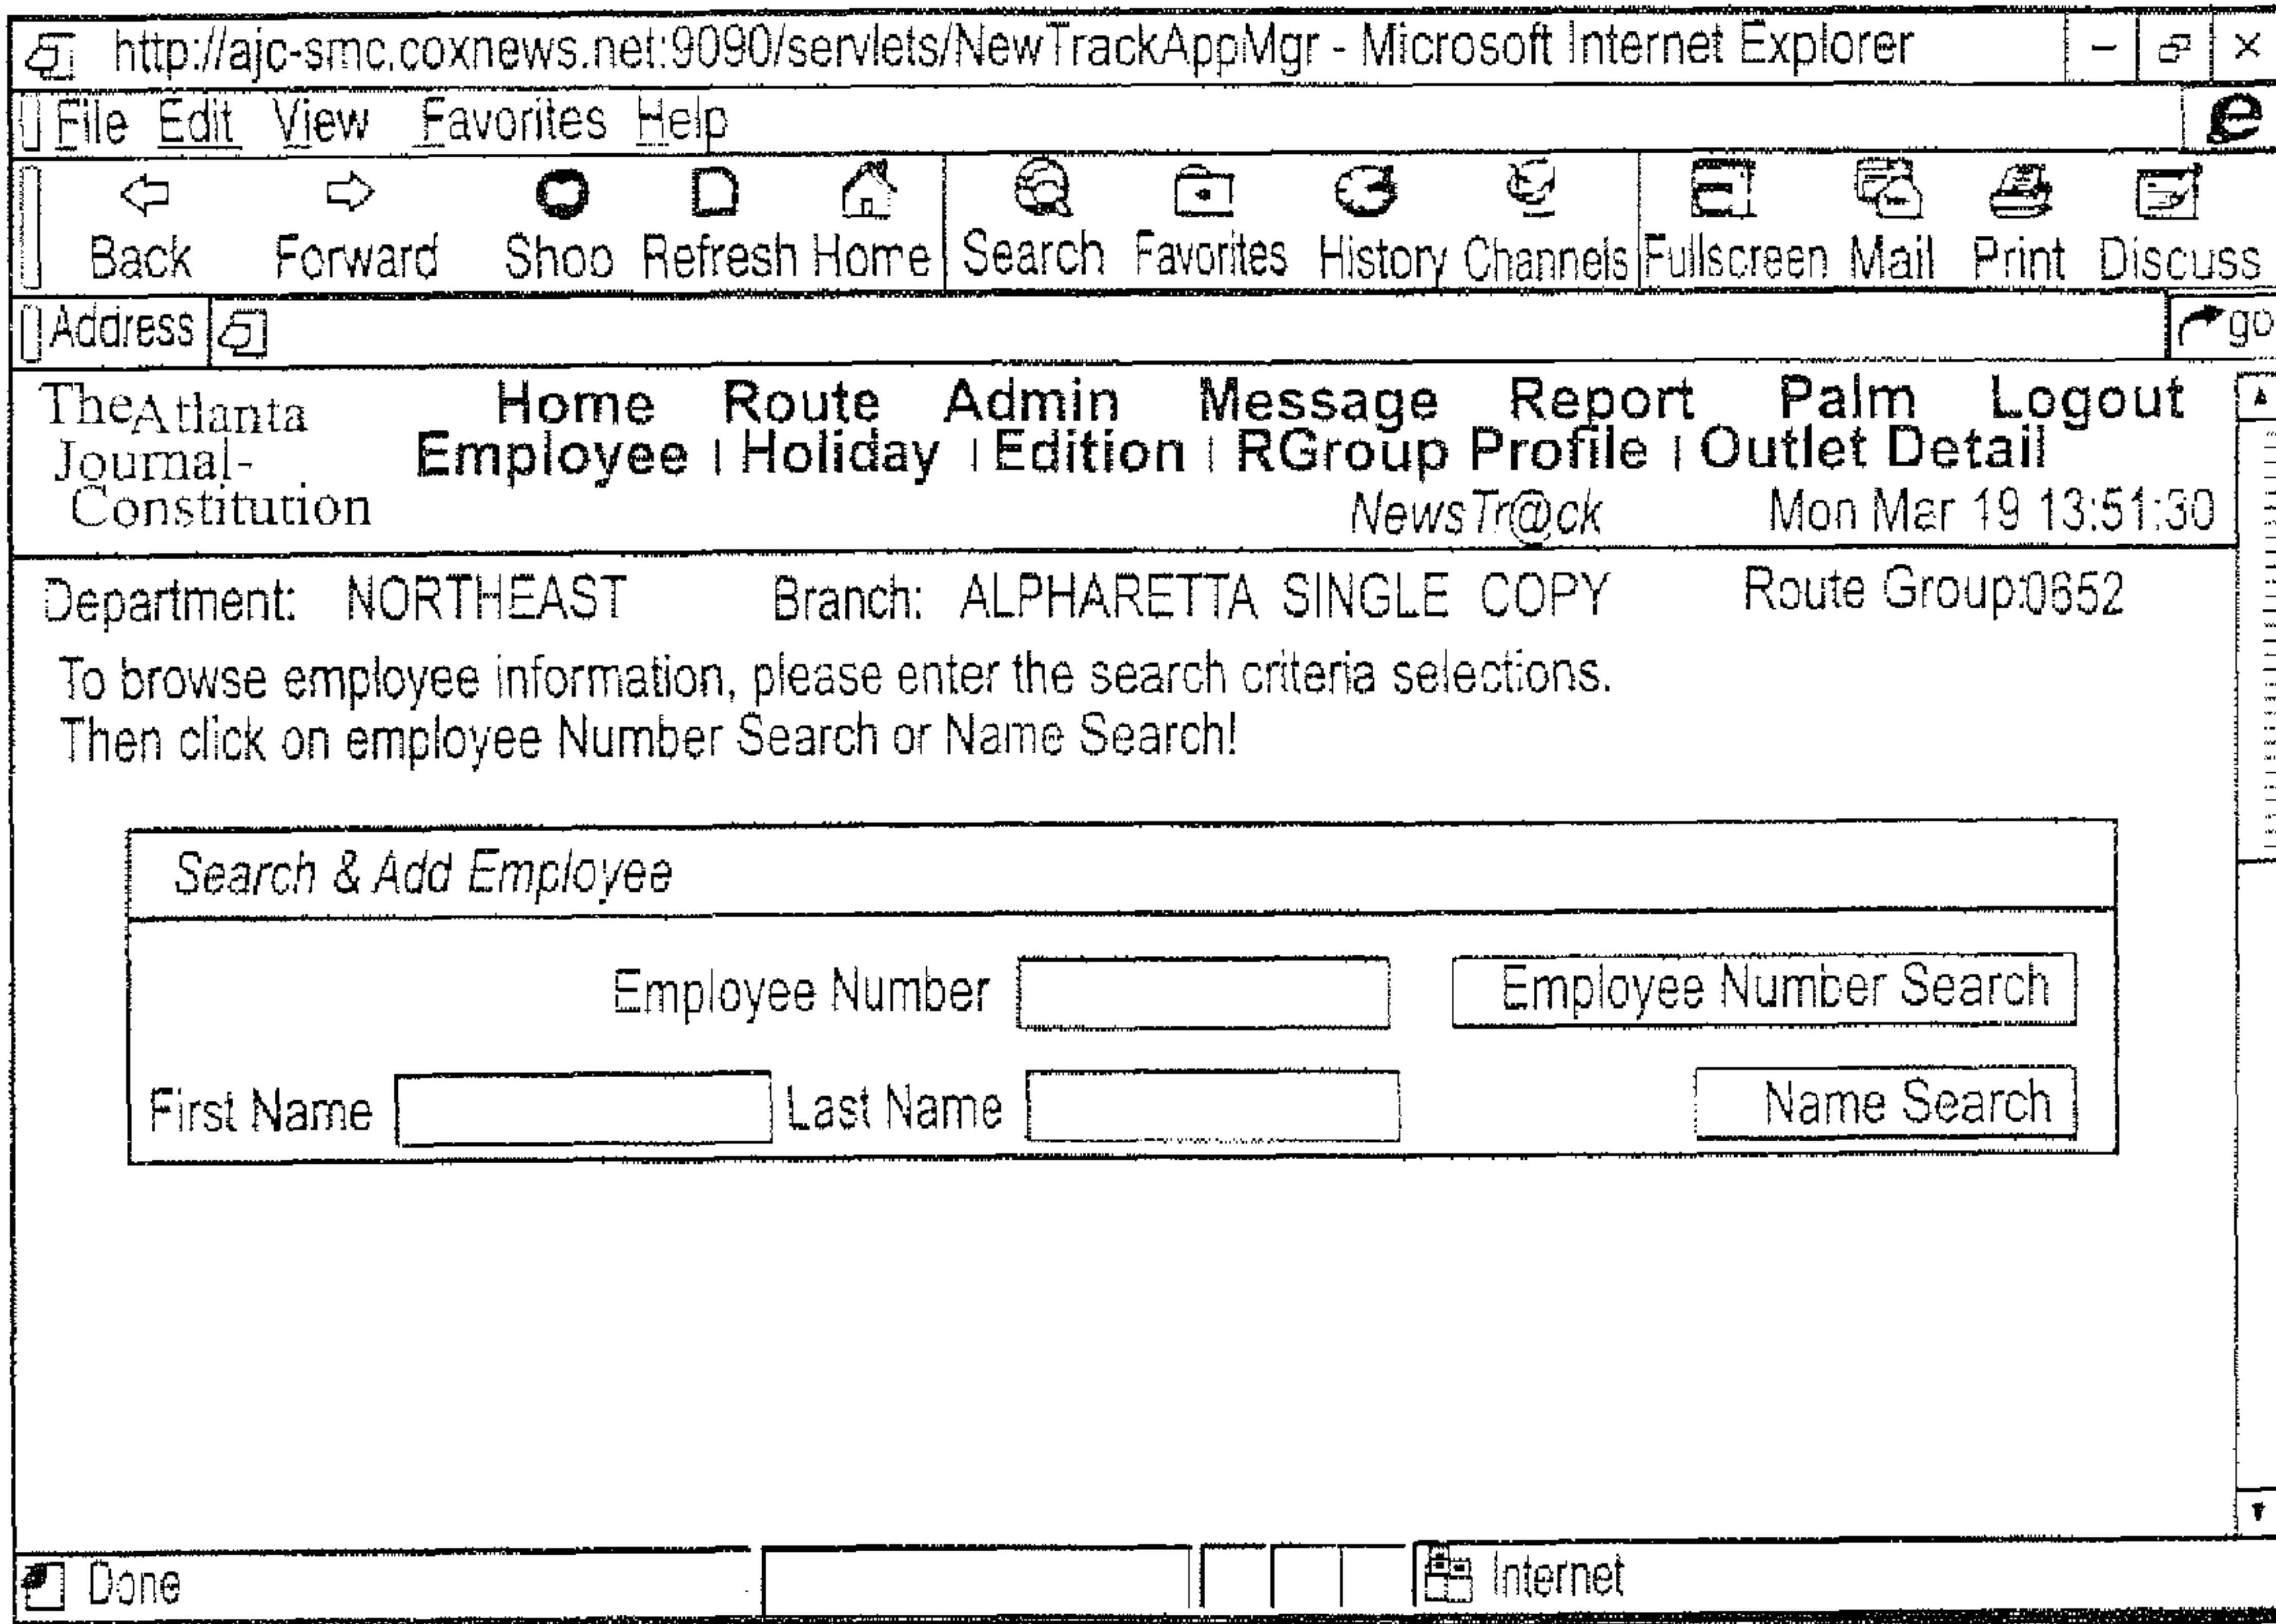 http://ajc-smc.coxnews.net:9090/servlets/NewTrackAppMgr - Microsoft Internet Explorer
File Edit View Favorites Help
Back Forward Shop Refresh Home Search Favorites History Channels Fullscreen Mail Print Discuss
Address go
The Atlanta
Journal-
Constitution
Home Route Admin Message Report Palm Logout
Employee | Holiday | Edition | RGroup Profile | Outlet Detail
NewsTr@ck Mon Mar 19 13:51:30
Department: NORTHEAST Branch: ALPHARETTA SINGLE COPY Route Group:0652
To browse employee information, please enter the search criteria selections.
Then click on employee Number Search or Name Search!
Search & Add Employee
Employee Number Employee Number Search
First Name Last Name Name Search
Done Internet